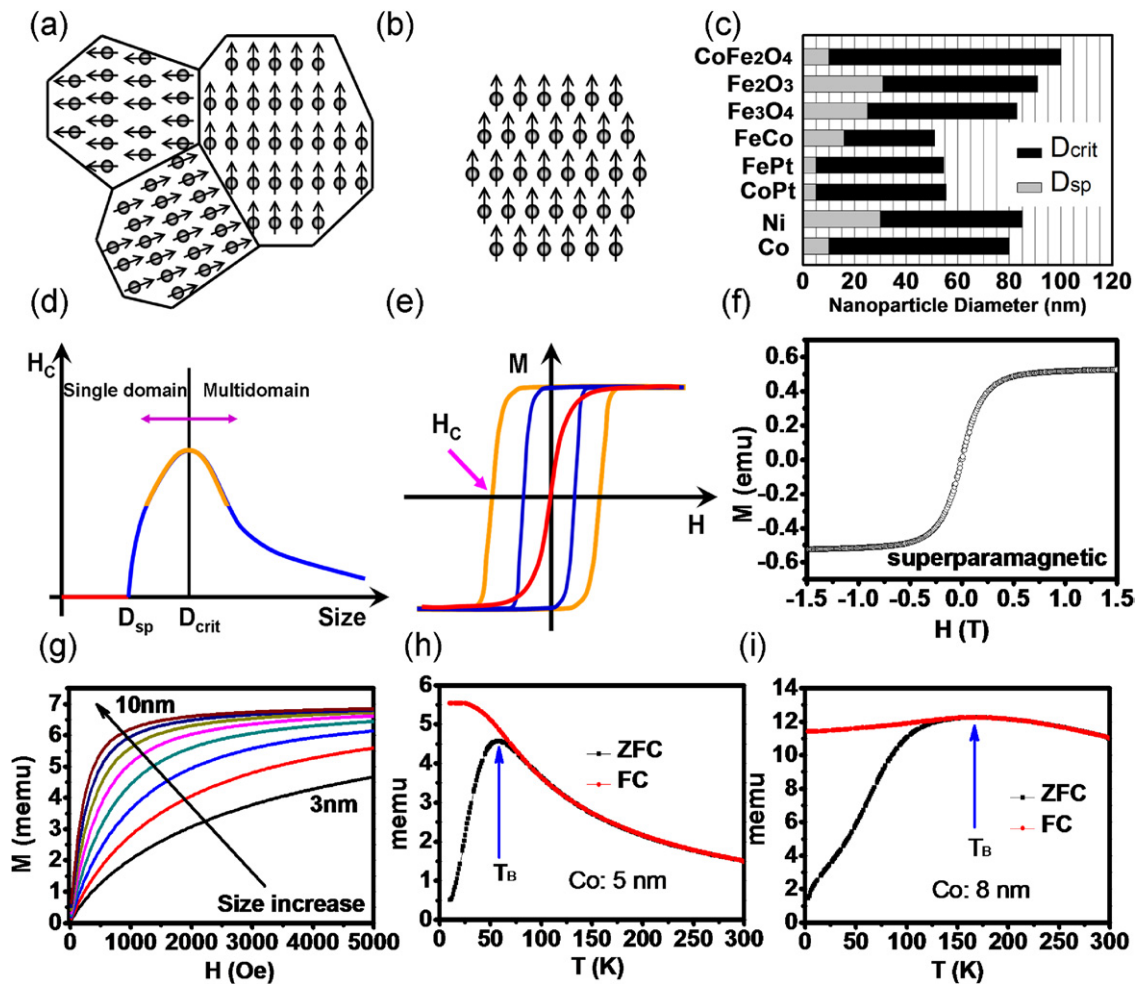 (a)
(b)
(c)
CoFe₂O₄
Fe₂O₃
Fe₃O₄
FeCo
FePt
CoPt
Ni
Co
Dcrit
Dsp
0 20 40 60 80 100 120
Nanoparticle Diameter (nm)
(d)
HC
Single domain
Multidomain
Dsp
Dcrit
Size
(e)
M
HC
H
(f)
M (emu)
0.6
0.4
0.2
0.0
-0.2
-0.4
-0.6
superparamagnetic
-1.5 -1.0 -0.5 0.0 0.5 1.0 1.5
H (T)
(g)
M (memu)
7
6
5
4
3
2
1
0
10nm
3nm
Size increase
0 1000 2000 3000 4000 5000
H (Oe)
(h)
memu
6
5
4
3
2
1
0
ZFC
FC
TB
Co: 5 nm
0 50 100 150 200 250 300
T (K)
(i)
memu
14
12
10
8
6
4
2
0
ZFC
FC
TB
Co: 8 nm
0 50 100 150 200 250 300
T (K)